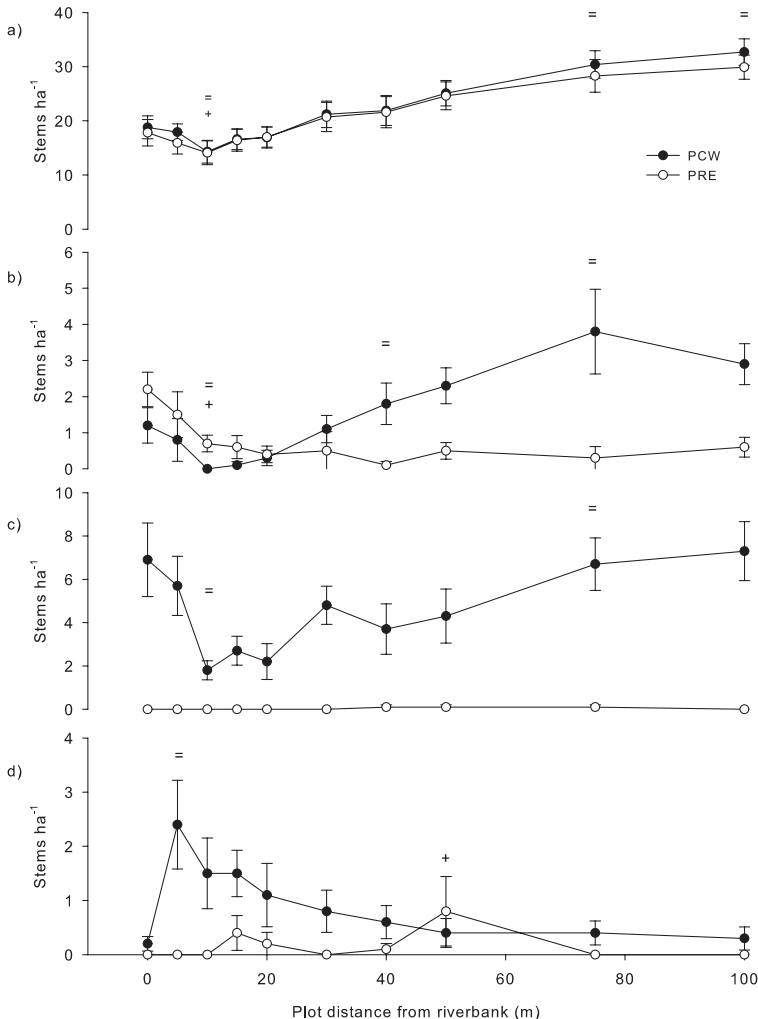 a)
Stems ha-1
40
30
20
10
0
=
+
=
=
PCW
PRE
b)
Stems ha-1
6
5
4
3
2
1
0
=
+
=
=
c)
Stems ha-1
10
8
6
4
2
0
=
=
d)
Stems ha-1
4
3
2
1
0
=
+
0 20 40 60 80 100
Plot distance from riverbank (m)